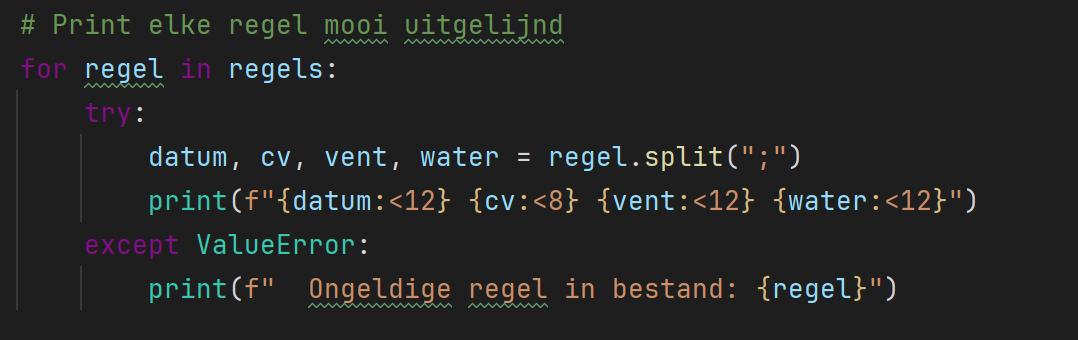 # Print elke regel mooi uitgelijnd
for regel in regels:
    try:
        datum, cv, vent, water = regel.split(";")
        print(f"{datum:<12} {cv:<8} {vent:<12} {water:<12}")
    except ValueError:
        print(f"  Ongeldige regel in bestand: {regel}")